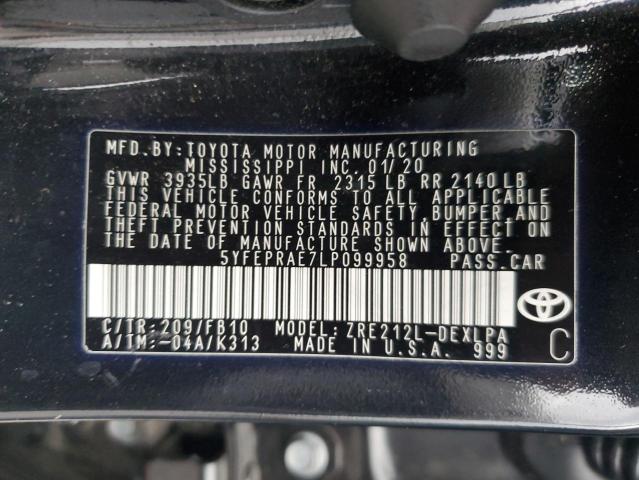 MFD. BY: TOYOTA MOTOR MANUFACTURING
MISSISSIPPI INC. 01/20
GVWR 3935LB GAWR FR 2315 LB RR 2140 LB
THIS VEHICLE CONFORMS TO ALL APPLICABLE
FEDERAL MOTOR VEHICLE SAFETY, BUMPER, AND
THEFT PREVENTION STANDARDS IN EFFECT ON
THE DATE OF MANUFACTURE SHOWN ABOVE.
5YFEPRAE7LP099958 PASS. CAR
C/TR: 209/FB10 MODEL: ZRE212L-DEXLPA
A/TM: -04A/K313 MADE IN U.S.A. 999 C